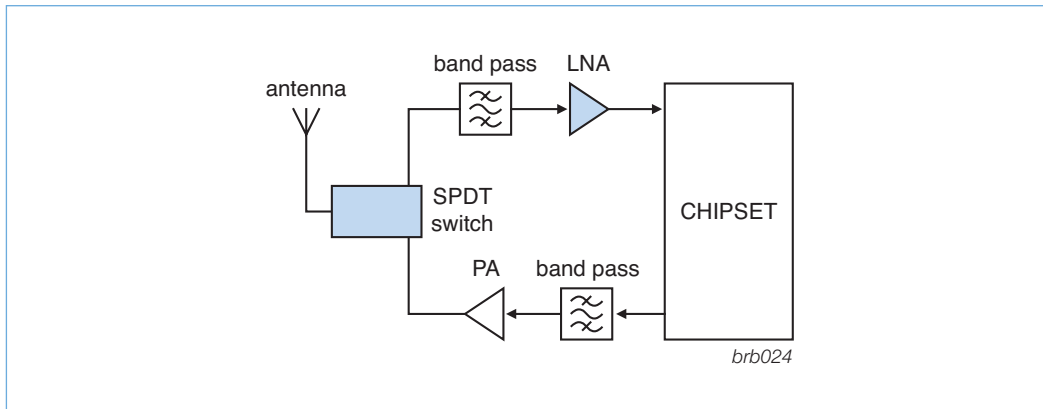 band pass
LNA
antenna
SPDT
switch
CHIPSET
PA
band pass
brb024